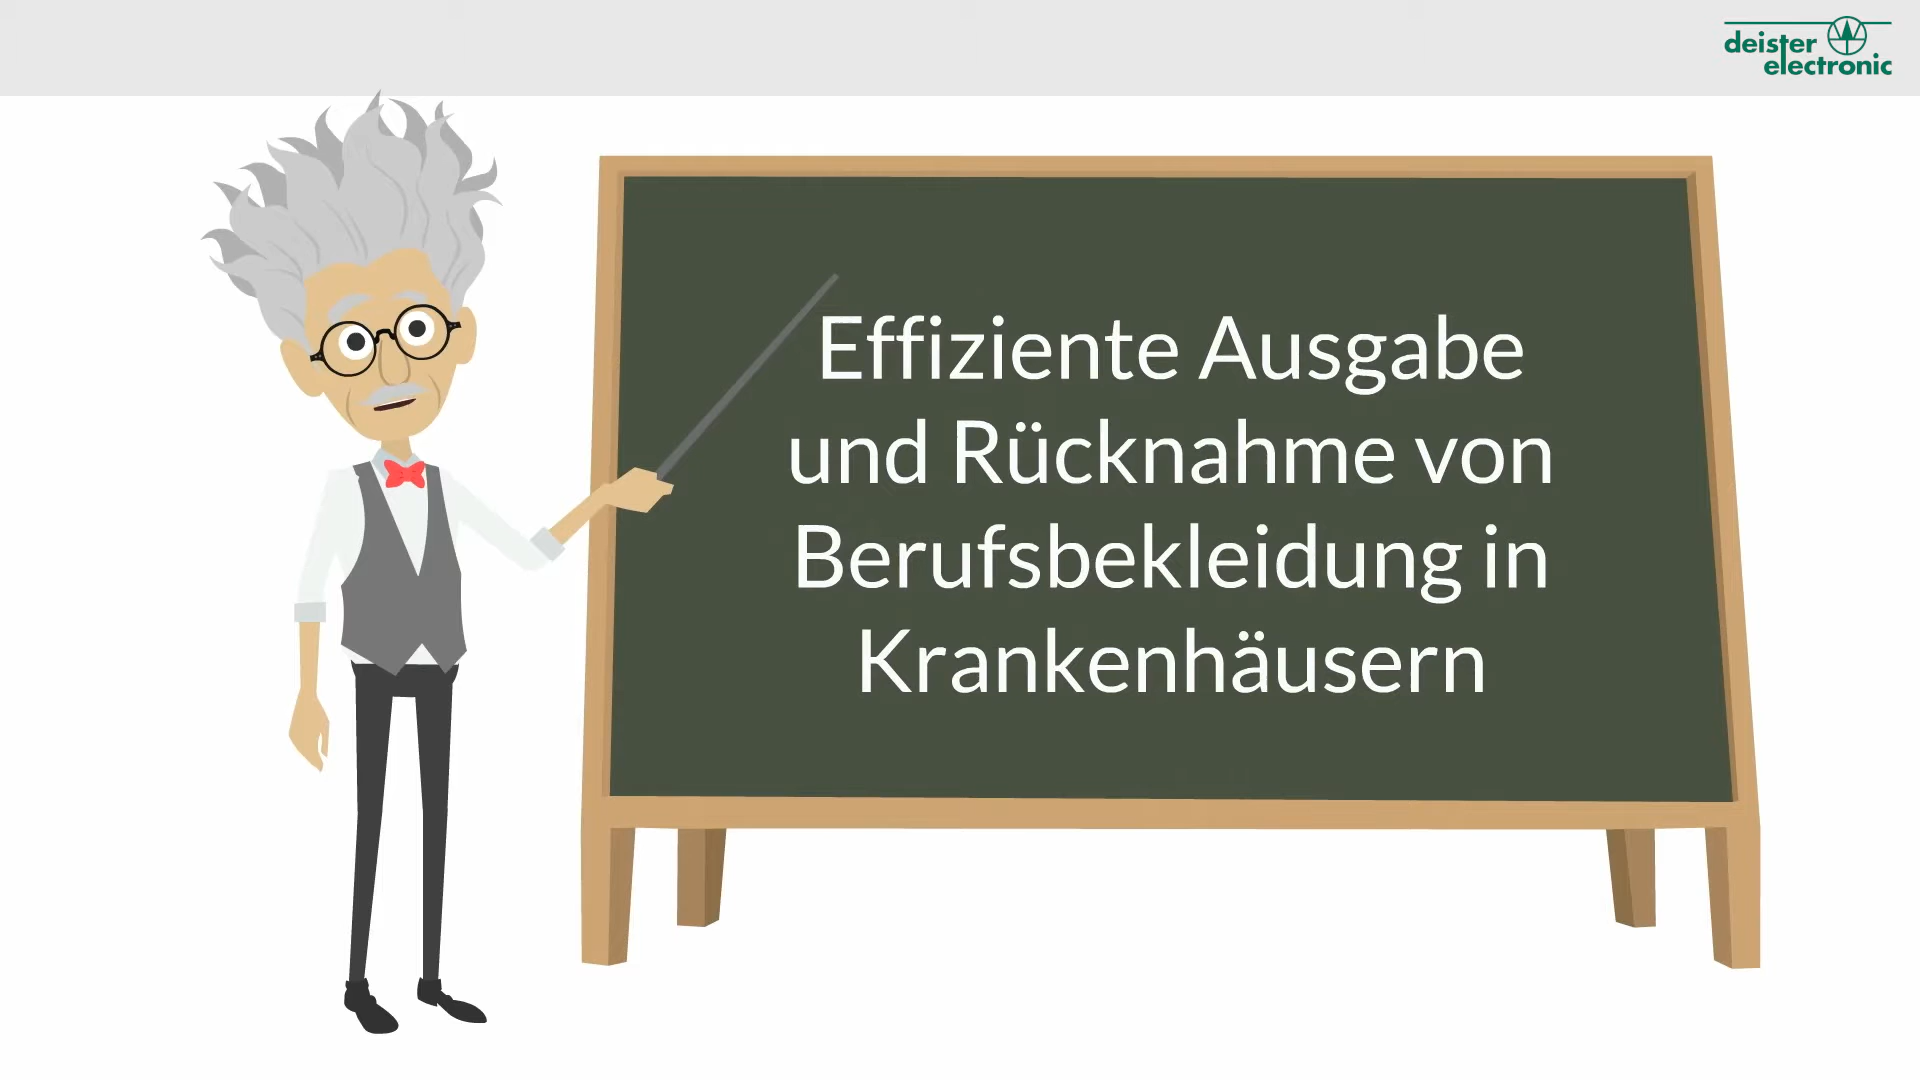 deister
electronic
Effiziente Ausgabe
und Rücknahme von
Berufsbekleidung in
Krankenhäusern